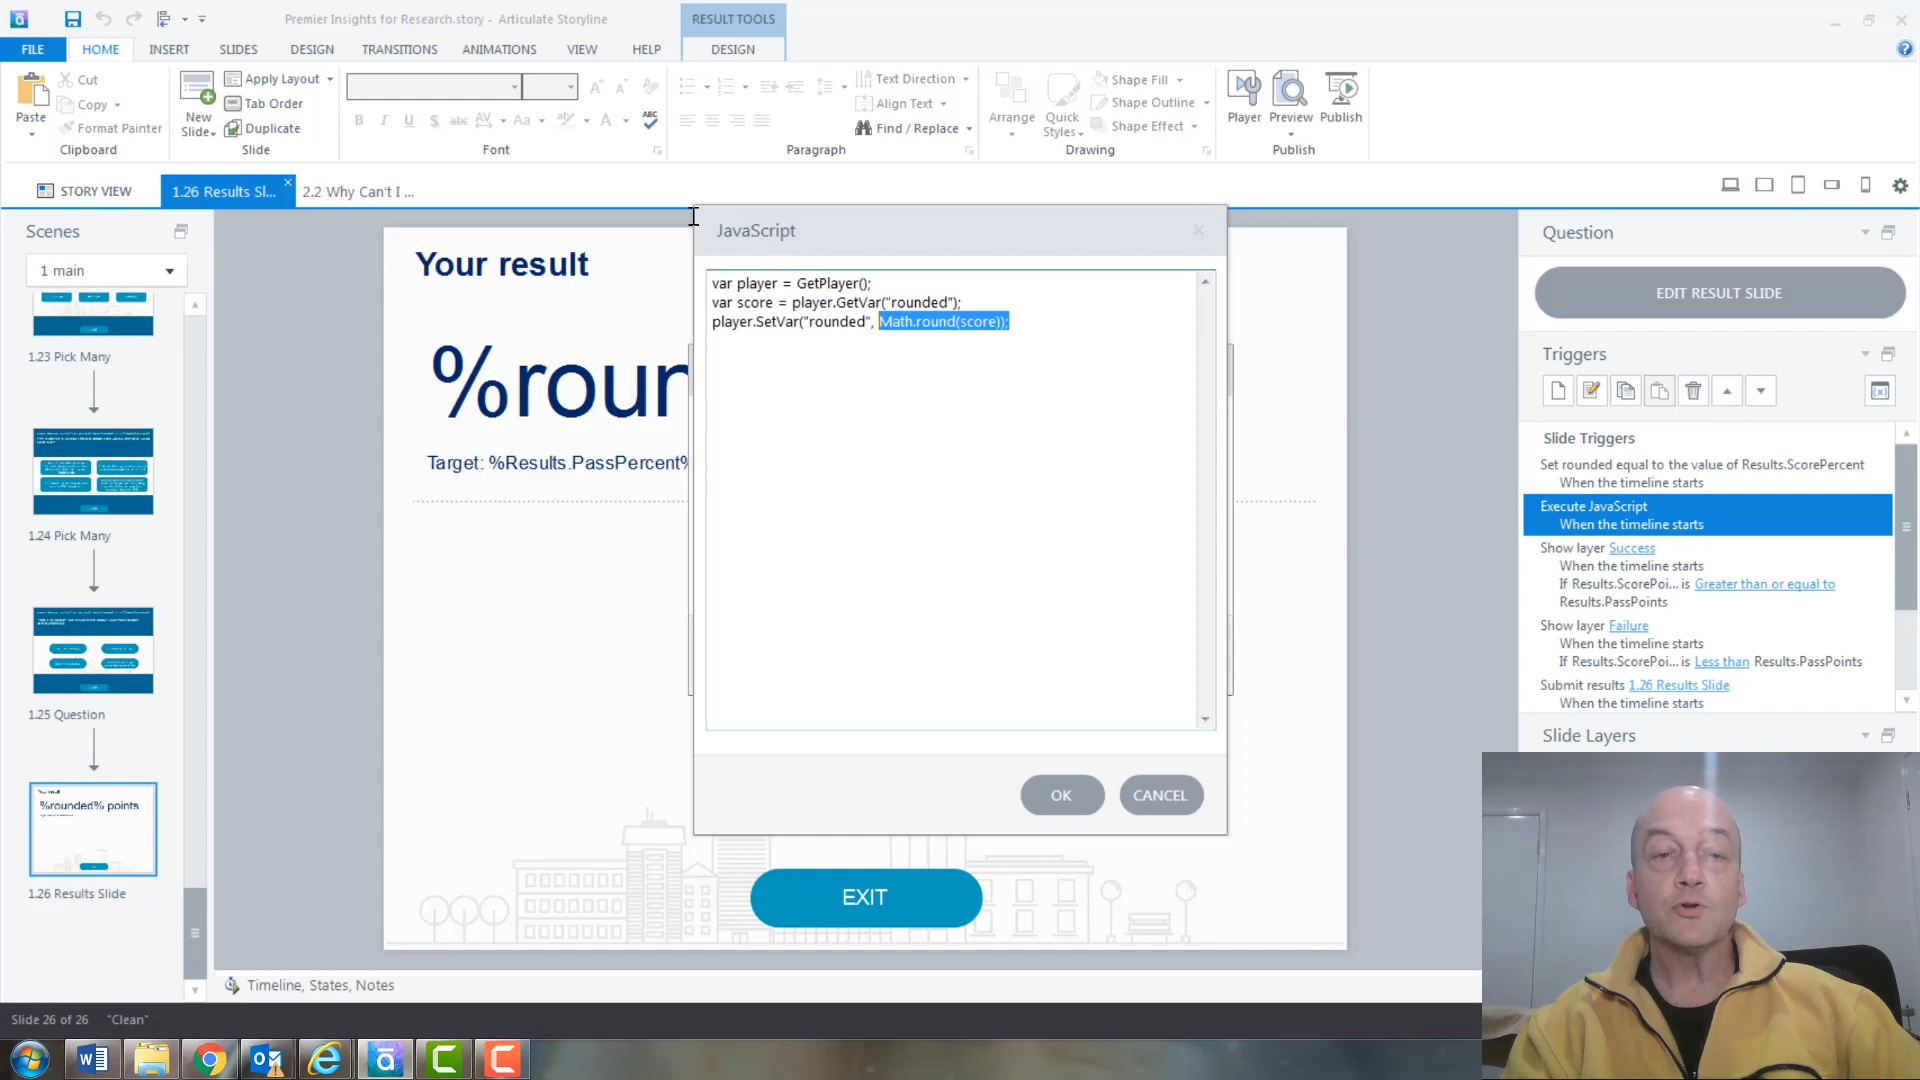 Premier Insights for Research.story - Articulate Storyline
RESULT TOOLS
FILE
HOME
INSERT
SLIDES
DESIGN
TRANSITIONS
ANIMATIONS
VIEW
HELP
DESIGN
Paste
Cut
Copy
Format Painter
Clipboard
New Slide
Apply Layout
Tab Order
Duplicate
Slide
Font
Text Direction
Align Text
Find / Replace
Paragraph
Arrange
Quick Styles
Shape Fill
Shape Outline
Shape Effect
Drawing
Player
Preview
Publish
Publish
STORY VIEW
1.26 Results Sl...
2.2 Why Can't I ...
Scenes
1 main
1.23 Pick Many
1.24 Pick Many
1.25 Question
%rounded% points
1.26 Results Slide
Your result
%roun
Target: %Results.PassPercent%
EXIT
JavaScript
var player = GetPlayer();
var score = player.GetVar("rounded");
player.SetVar("rounded", Math.round(score));
OK
CANCEL
Question
EDIT RESULT SLIDE
Triggers
Slide Triggers
Set rounded equal to the value of Results.ScorePercent
When the timeline starts
Execute JavaScript
When the timeline starts
Show layer Success
When the timeline starts
If Results.ScorePoi... is Greater than or equal to
Results.PassPoints
Show layer Failure
When the timeline starts
If Results.ScorePoi... is Less than Results.PassPoints
Submit results 1.26 Results Slide
When the timeline starts
Slide Layers
Timeline, States, Notes
Slide 26 of 26
"Clean"